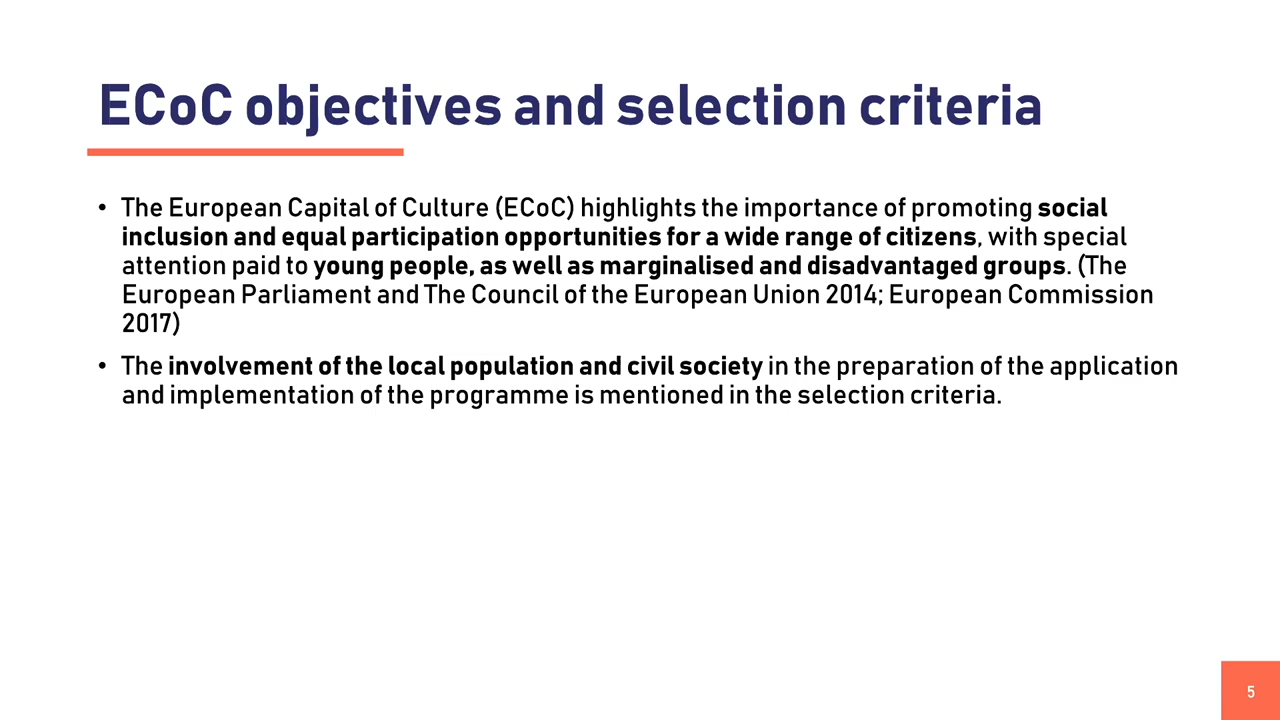 ECoC objectives and selection criteria
• The European Capital of Culture (ECoC) highlights the importance of promoting social
inclusion and equal participation opportunities for a wide range of citizens, with special
attention paid to young people, as well as marginalised and disadvantaged groups. (The
European Parliament and The Council of the European Union 2014; European Commission
2017)
• The involvement of the local population and civil society in the preparation of the application
and implementation of the programme is mentioned in the selection criteria.
5